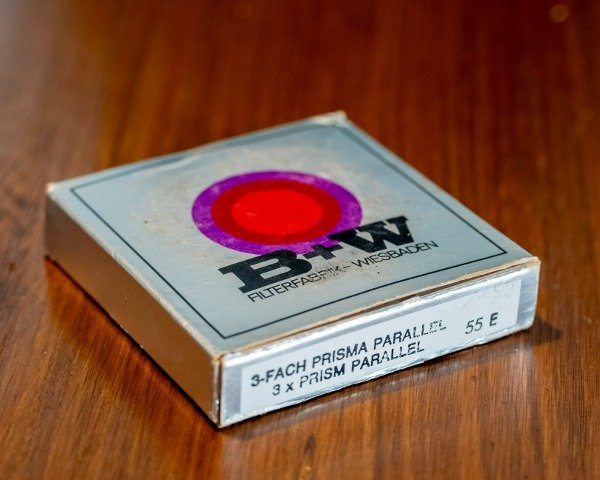 B+W
FILTERFABRIK - WIESBADEN
3-FACH PRISMA PARALLEL 55 E
3 x PRISM PARALLEL